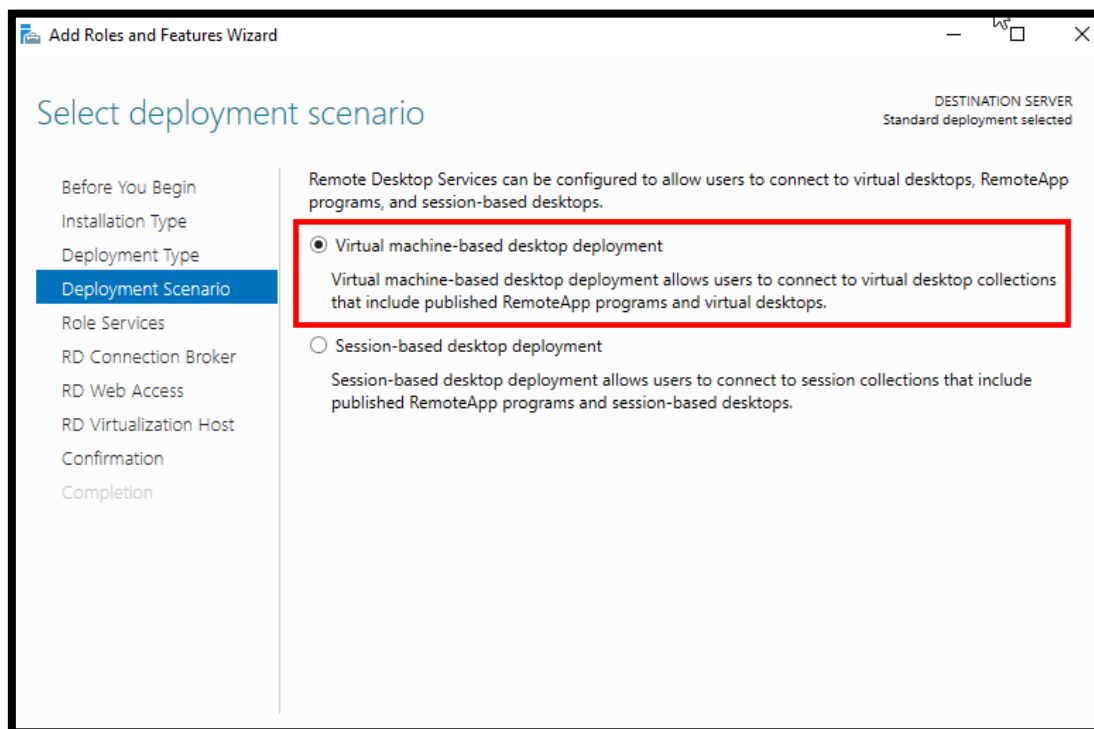 Add Roles and Features Wizard
Select deployment scenario
DESTINATION SERVER
Standard deployment selected
Before You Begin
Installation Type
Deployment Type
Deployment Scenario
Role Services
RD Connection Broker
RD Web Access
RD Virtualization Host
Confirmation
Completion
Remote Desktop Services can be configured to allow users to connect to virtual desktops, RemoteApp
programs, and session-based desktops.
Virtual machine-based desktop deployment
Virtual machine-based desktop deployment allows users to connect to virtual desktop collections
that include published RemoteApp programs and virtual desktops.
Session-based desktop deployment
Session-based desktop deployment allows users to connect to session collections that include
published RemoteApp programs and session-based desktops.